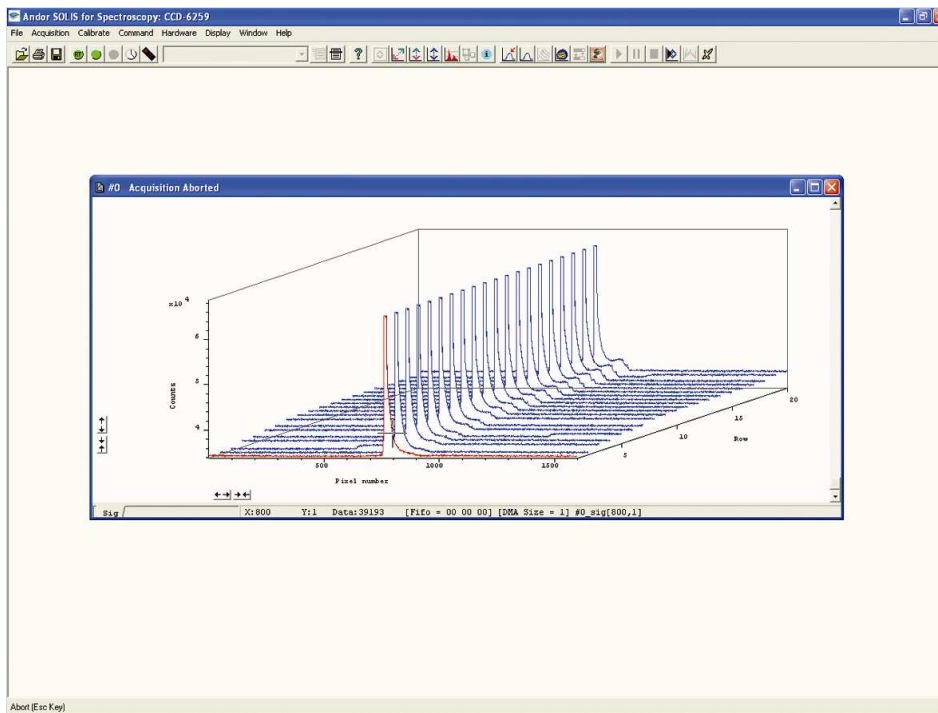 Andor SOLIS for Spectroscopy: CCD-6259
File Acquisition Calibrate Command Hardware Display Window Help
#0 Acquisition Aborted
x10 4
6
5
4
Counts
500
1000
1500
Pixel number
5
10
15
20
Row
Sig X:800 Y:1 Data:39193 [Fifo = 00 00 00] [DMA Size = 1] #0_sig[800,1]
Abort (Esc Key)